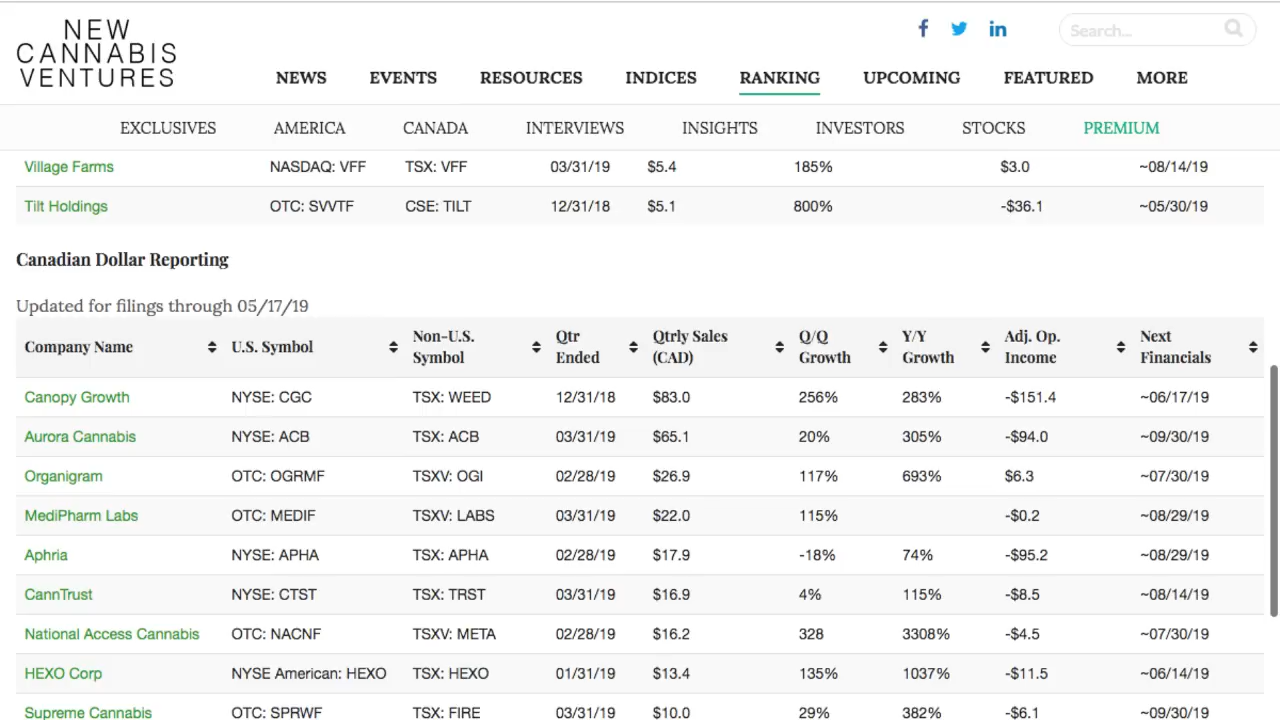 NEW
CANNABIS
VENTURES
Search...
NEWS EVENTS RESOURCES INDICES RANKING UPCOMING FEATURED MORE
EXCLUSIVES AMERICA CANADA INTERVIEWS INSIGHTS INVESTORS STOCKS PREMIUM
Village Farms NASDAQ: VFF TSX: VFF 03/31/19 $5.4 185% $3.0 ~08/14/19
Tilt Holdings OTC: SVVTF CSE: TILT 12/31/18 $5.1 800% -$36.1 ~05/30/19
Canadian Dollar Reporting
Updated for filings through 05/17/19
Company Name U.S. Symbol Non-U.S. Symbol Qtr Ended Qtrly Sales (CAD) Q/Q Growth Y/Y Growth Adj. Op. Income Next Financials
Canopy Growth NYSE: CGC TSX: WEED 12/31/18 $83.0 256% 283% -$151.4 ~06/17/19
Aurora Cannabis NYSE: ACB TSX: ACB 03/31/19 $65.1 20% 305% -$94.0 ~09/30/19
Organigram OTC: OGRMF TSXV: OGI 02/28/19 $26.9 117% 693% $6.3 ~07/30/19
MediPharm Labs OTC: MEDIF TSXV: LABS 03/31/19 $22.0 115% -$0.2 ~08/29/19
Aphria NYSE: APHA TSX: APHA 02/28/19 $17.9 -18% 74% -$95.2 ~08/29/19
CannTrust NYSE: CTST TSX: TRST 03/31/19 $16.9 4% 115% -$8.5 ~08/14/19
National Access Cannabis OTC: NACNF TSXV: META 02/28/19 $16.2 328 3308% -$4.5 ~07/30/19
HEXO Corp NYSE American: HEXO TSX: HEXO 01/31/19 $13.4 135% 1037% -$11.5 ~06/14/19
Supreme Cannabis OTC: SPRWF TSX: FIRE 03/31/19 $10.0 29% 382% -$6.1 ~09/30/19